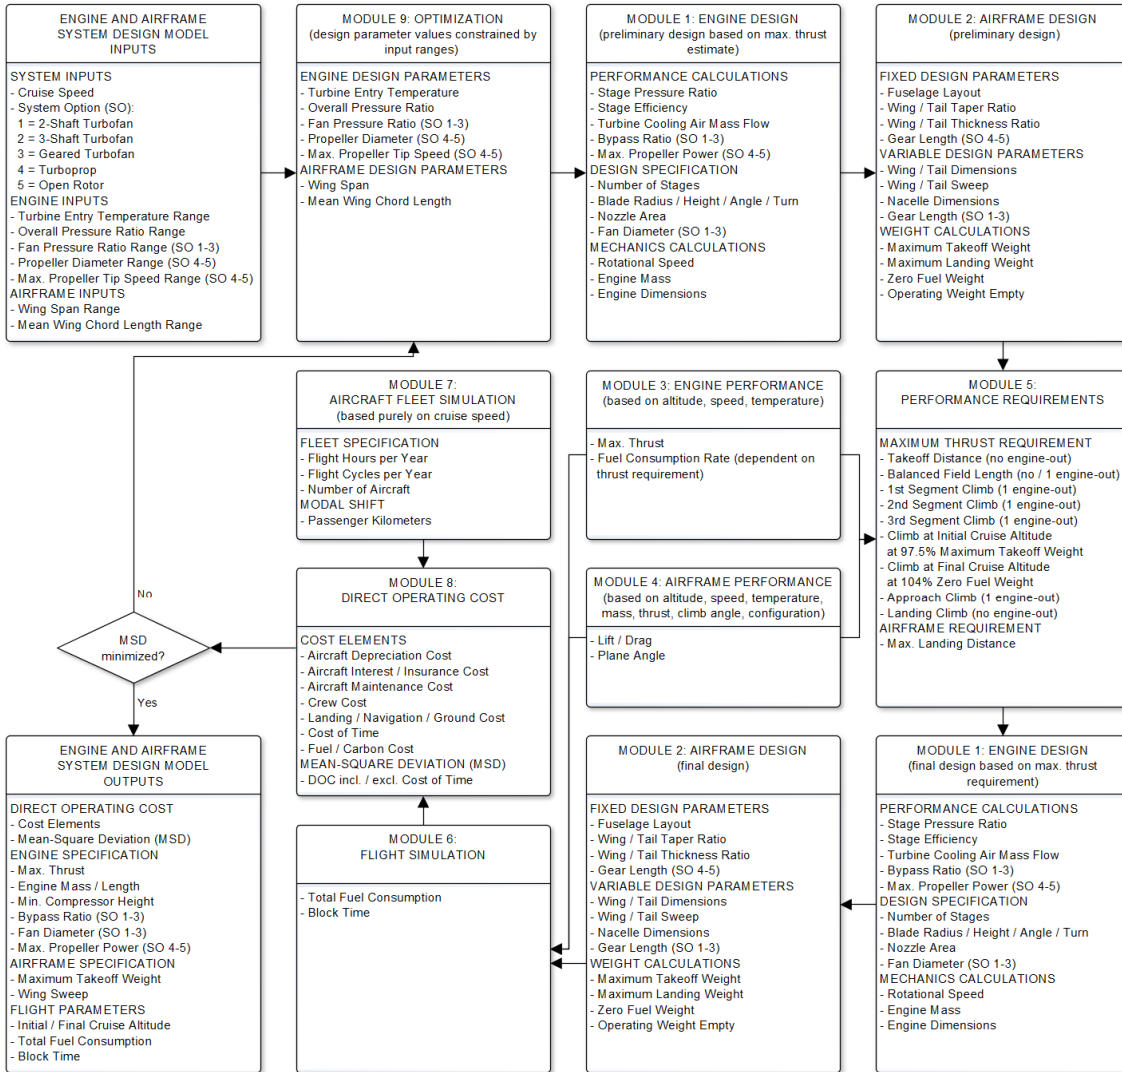 ENGINE AND AIRFRAME
SYSTEM DESIGN MODEL
INPUTS
SYSTEM INPUTS
- Cruise Speed
- System Option (SO):
1 = 2-Shaft Turbofan
2 = 3-Shaft Turbofan
3 = Geared Turbofan
4 = Turboprop
5 = Open Rotor
ENGINE INPUTS
- Turbine Entry Temperature Range
- Overall Pressure Ratio Range
- Fan Pressure Ratio Range (SO 1-3)
- Propeller Diameter Range (SO 4-5)
- Max. Propeller Tip Speed Range (SO 4-5)
AIRFRAME INPUTS
- Wing Span Range
- Mean Wing Chord Length Range
MODULE 9: OPTIMIZATION
(design parameter values constrained by
input ranges)
ENGINE DESIGN PARAMETERS
- Turbine Entry Temperature
- Overall Pressure Ratio
- Fan Pressure Ratio (SO 1-3)
- Propeller Diameter (SO 4-5)
- Max. Propeller Tip Speed (SO 4-5)
AIRFRAME DESIGN PARAMETERS
- Wing Span
- Mean Wing Chord Length
MODULE 1: ENGINE DESIGN
(preliminary design based on max. thrust
estimate)
PERFORMANCE CALCULATIONS
- Stage Pressure Ratio
- Stage Efficiency
- Turbine Cooling Air Mass Flow
- Bypass Ratio (SO 1-3)
- Max. Propeller Power (SO 4-5)
DESIGN SPECIFICATION
- Number of Stages
- Blade Radius / Height / Angle / Turn
- Nozzle Area
- Fan Diameter (SO 1-3)
MECHANICS CALCULATIONS
- Rotational Speed
- Engine Mass
- Engine Dimensions
MODULE 2: AIRFRAME DESIGN
(preliminary design)
FIXED DESIGN PARAMETERS
- Fuselage Layout
- Wing / Tail Taper Ratio
- Wing / Tail Thickness Ratio
- Gear Length (SO 4-5)
VARIABLE DESIGN PARAMETERS
- Wing / Tail Dimensions
- Wing / Tail Sweep
- Nacelle Dimensions
- Gear Length (SO 1-3)
WEIGHT CALCULATIONS
- Maximum Takeoff Weight
- Maximum Landing Weight
- Zero Fuel Weight
- Operating Weight Empty
MODULE 7:
AIRCRAFT FLEET SIMULATION
(based purely on cruise speed)
FLEET SPECIFICATION
- Flight Hours per Year
- Flight Cycles per Year
- Number of Aircraft
MODAL SHIFT
- Passenger Kilometers
MODULE 3: ENGINE PERFORMANCE
(based on altitude, speed, temperature)
- Max. Thrust
- Fuel Consumption Rate (dependent on
thrust requirement)
MODULE 5:
PERFORMANCE REQUIREMENTS
MAXIMUM THRUST REQUIREMENT
- Takeoff Distance (no engine-out)
- Balanced Field Length (no / 1 engine-out)
- 1st Segment Climb (1 engine-out)
- 2nd Segment Climb (1 engine-out)
- 3rd Segment Climb (1 engine-out)
- Climb at Initial Cruise Altitude
at 97.5% Maximum Takeoff Weight
- Climb at Final Cruise Altitude
at 104% Zero Fuel Weight
- Approach Climb (1 engine-out)
- Landing Climb (no engine-out)
AIRFRAME REQUIREMENT
- Max. Landing Distance
MODULE 4: AIRFRAME PERFORMANCE
(based on altitude, speed, temperature,
mass, thrust, climb angle, configuration)
- Lift / Drag
- Plane Angle
MODULE 8:
DIRECT OPERATING COST
COST ELEMENTS
- Aircraft Depreciation Cost
- Aircraft Interest / Insurance Cost
- Aircraft Maintenance Cost
- Crew Cost
- Landing / Navigation / Ground Cost
- Cost of Time
- Fuel / Carbon Cost
MEAN-SQUARE DEVIATION (MSD)
- DOC incl. / excl. Cost of Time
No
MSD
minimized?
Yes
ENGINE AND AIRFRAME
SYSTEM DESIGN MODEL
OUTPUTS
DIRECT OPERATING COST
- Cost Elements
- Mean-Square Deviation (MSD)
ENGINE SPECIFICATION
- Max. Thrust
- Engine Mass / Length
- Min. Compressor Height
- Bypass Ratio (SO 1-3)
- Fan Diameter (SO 1-3)
- Max. Propeller Power (SO 4-5)
AIRFRAME SPECIFICATION
- Maximum Takeoff Weight
- Wing Sweep
FLIGHT PARAMETERS
- Initial / Final Cruise Altitude
- Total Fuel Consumption
- Block Time
MODULE 6:
FLIGHT SIMULATION
- Total Fuel Consumption
- Block Time
MODULE 2: AIRFRAME DESIGN
(final design)
FIXED DESIGN PARAMETERS
- Fuselage Layout
- Wing / Tail Taper Ratio
- Wing / Tail Thickness Ratio
- Gear Length (SO 4-5)
VARIABLE DESIGN PARAMETERS
- Wing / Tail Dimensions
- Wing / Tail Sweep
- Nacelle Dimensions
- Gear Length (SO 1-3)
WEIGHT CALCULATIONS
- Maximum Takeoff Weight
- Maximum Landing Weight
- Zero Fuel Weight
- Operating Weight Empty
MODULE 1: ENGINE DESIGN
(final design based on max. thrust
requirement)
PERFORMANCE CALCULATIONS
- Stage Pressure Ratio
- Stage Efficiency
- Turbine Cooling Air Mass Flow
- Bypass Ratio (SO 1-3)
- Max. Propeller Power (SO 4-5)
DESIGN SPECIFICATION
- Number of Stages
- Blade Radius / Height / Angle / Turn
- Nozzle Area
- Fan Diameter (SO 1-3)
MECHANICS CALCULATIONS
- Rotational Speed
- Engine Mass
- Engine Dimensions